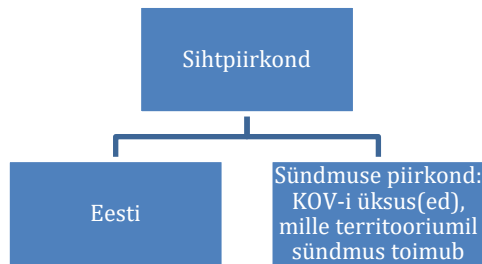 Sihtpiirkond
Eesti
Sündmuse piirkond:
KOV-i üksus(ed),
mille territooriumil
sündmus toimub